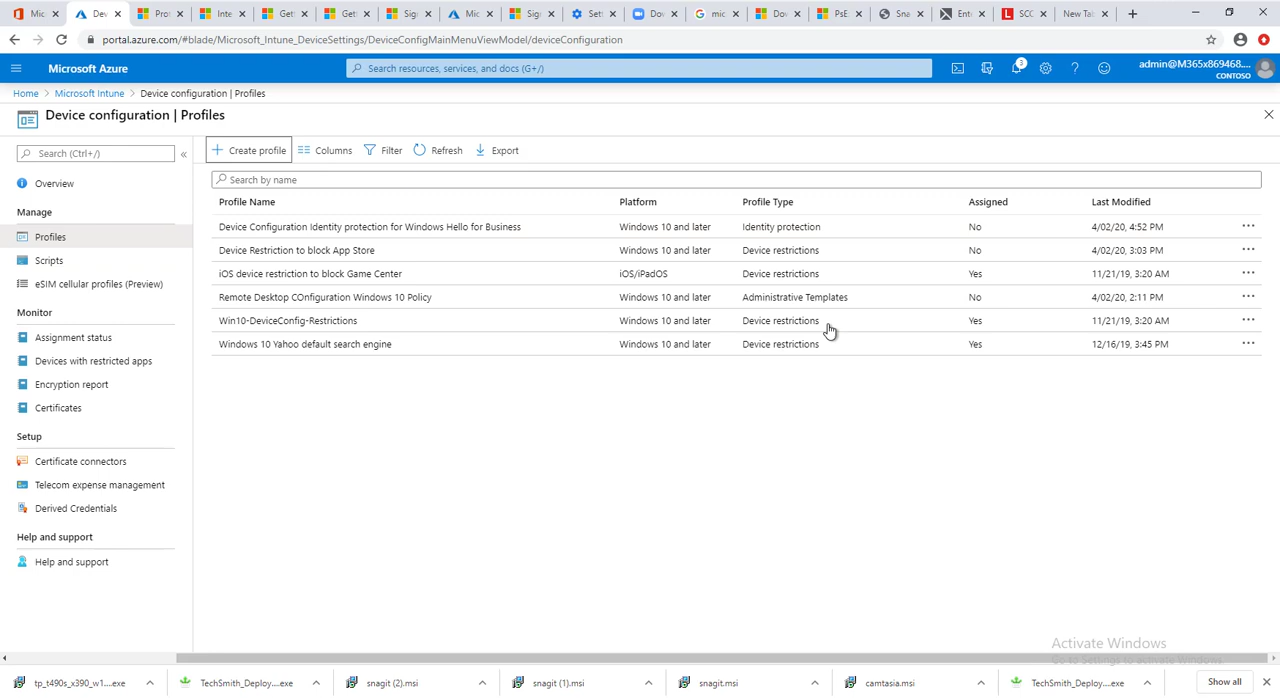 Mic
Dev
Prof
Inte
Get
Get
Sig
Mic
Sig
Sett
Dov
mic
Dov
PsE
Sna
Ent
SCC
New Tab
portal.azure.com/#blade/Microsoft_Intune_DeviceSettings/DeviceConfigMainMenuViewModel/deviceConfiguration
Microsoft Azure
Search resources, services, and docs (G+/)
3
admin@M365x869468....
CONTOSO
Home > Microsoft Intune > Device configuration | Profiles
Device configuration | Profiles
Search (Ctrl+/)
Overview
Manage
Profiles
Scripts
eSIM cellular profiles (Preview)
Monitor
Assignment status
Devices with restricted apps
Encryption report
Certificates
Setup
Certificate connectors
Telecom expense management
Derived Credentials
Help and support
Help and support
Create profile Columns Filter Refresh Export
Search by name
Profile Name Platform Profile Type Assigned Last Modified
Device Configuration Identity protection for Windows Hello for Business Windows 10 and later Identity protection No 4/02/20, 4:52 PM
Device Restriction to block App Store Windows 10 and later Device restrictions No 4/02/20, 3:03 PM
iOS device restriction to block Game Center iOS/iPadOS Device restrictions Yes 11/21/19, 3:20 AM
Remote Desktop COnfiguration Windows 10 Policy Windows 10 and later Administrative Templates No 4/02/20, 2:11 PM
Win10-DeviceConfig-Restrictions Windows 10 and later Device restrictions Yes 11/21/19, 3:20 AM
Windows 10 Yahoo default search engine Windows 10 and later Device restrictions Yes 12/16/19, 3:45 PM
Activate Windows
Go to Settings to activate Windows.
tp_t490s_x390_w1....exe
TechSmith_Deploy....exe
snagit (2).msi
snagit (1).msi
snagit.msi
camtasia.msi
TechSmith_Deploy....exe
Show all